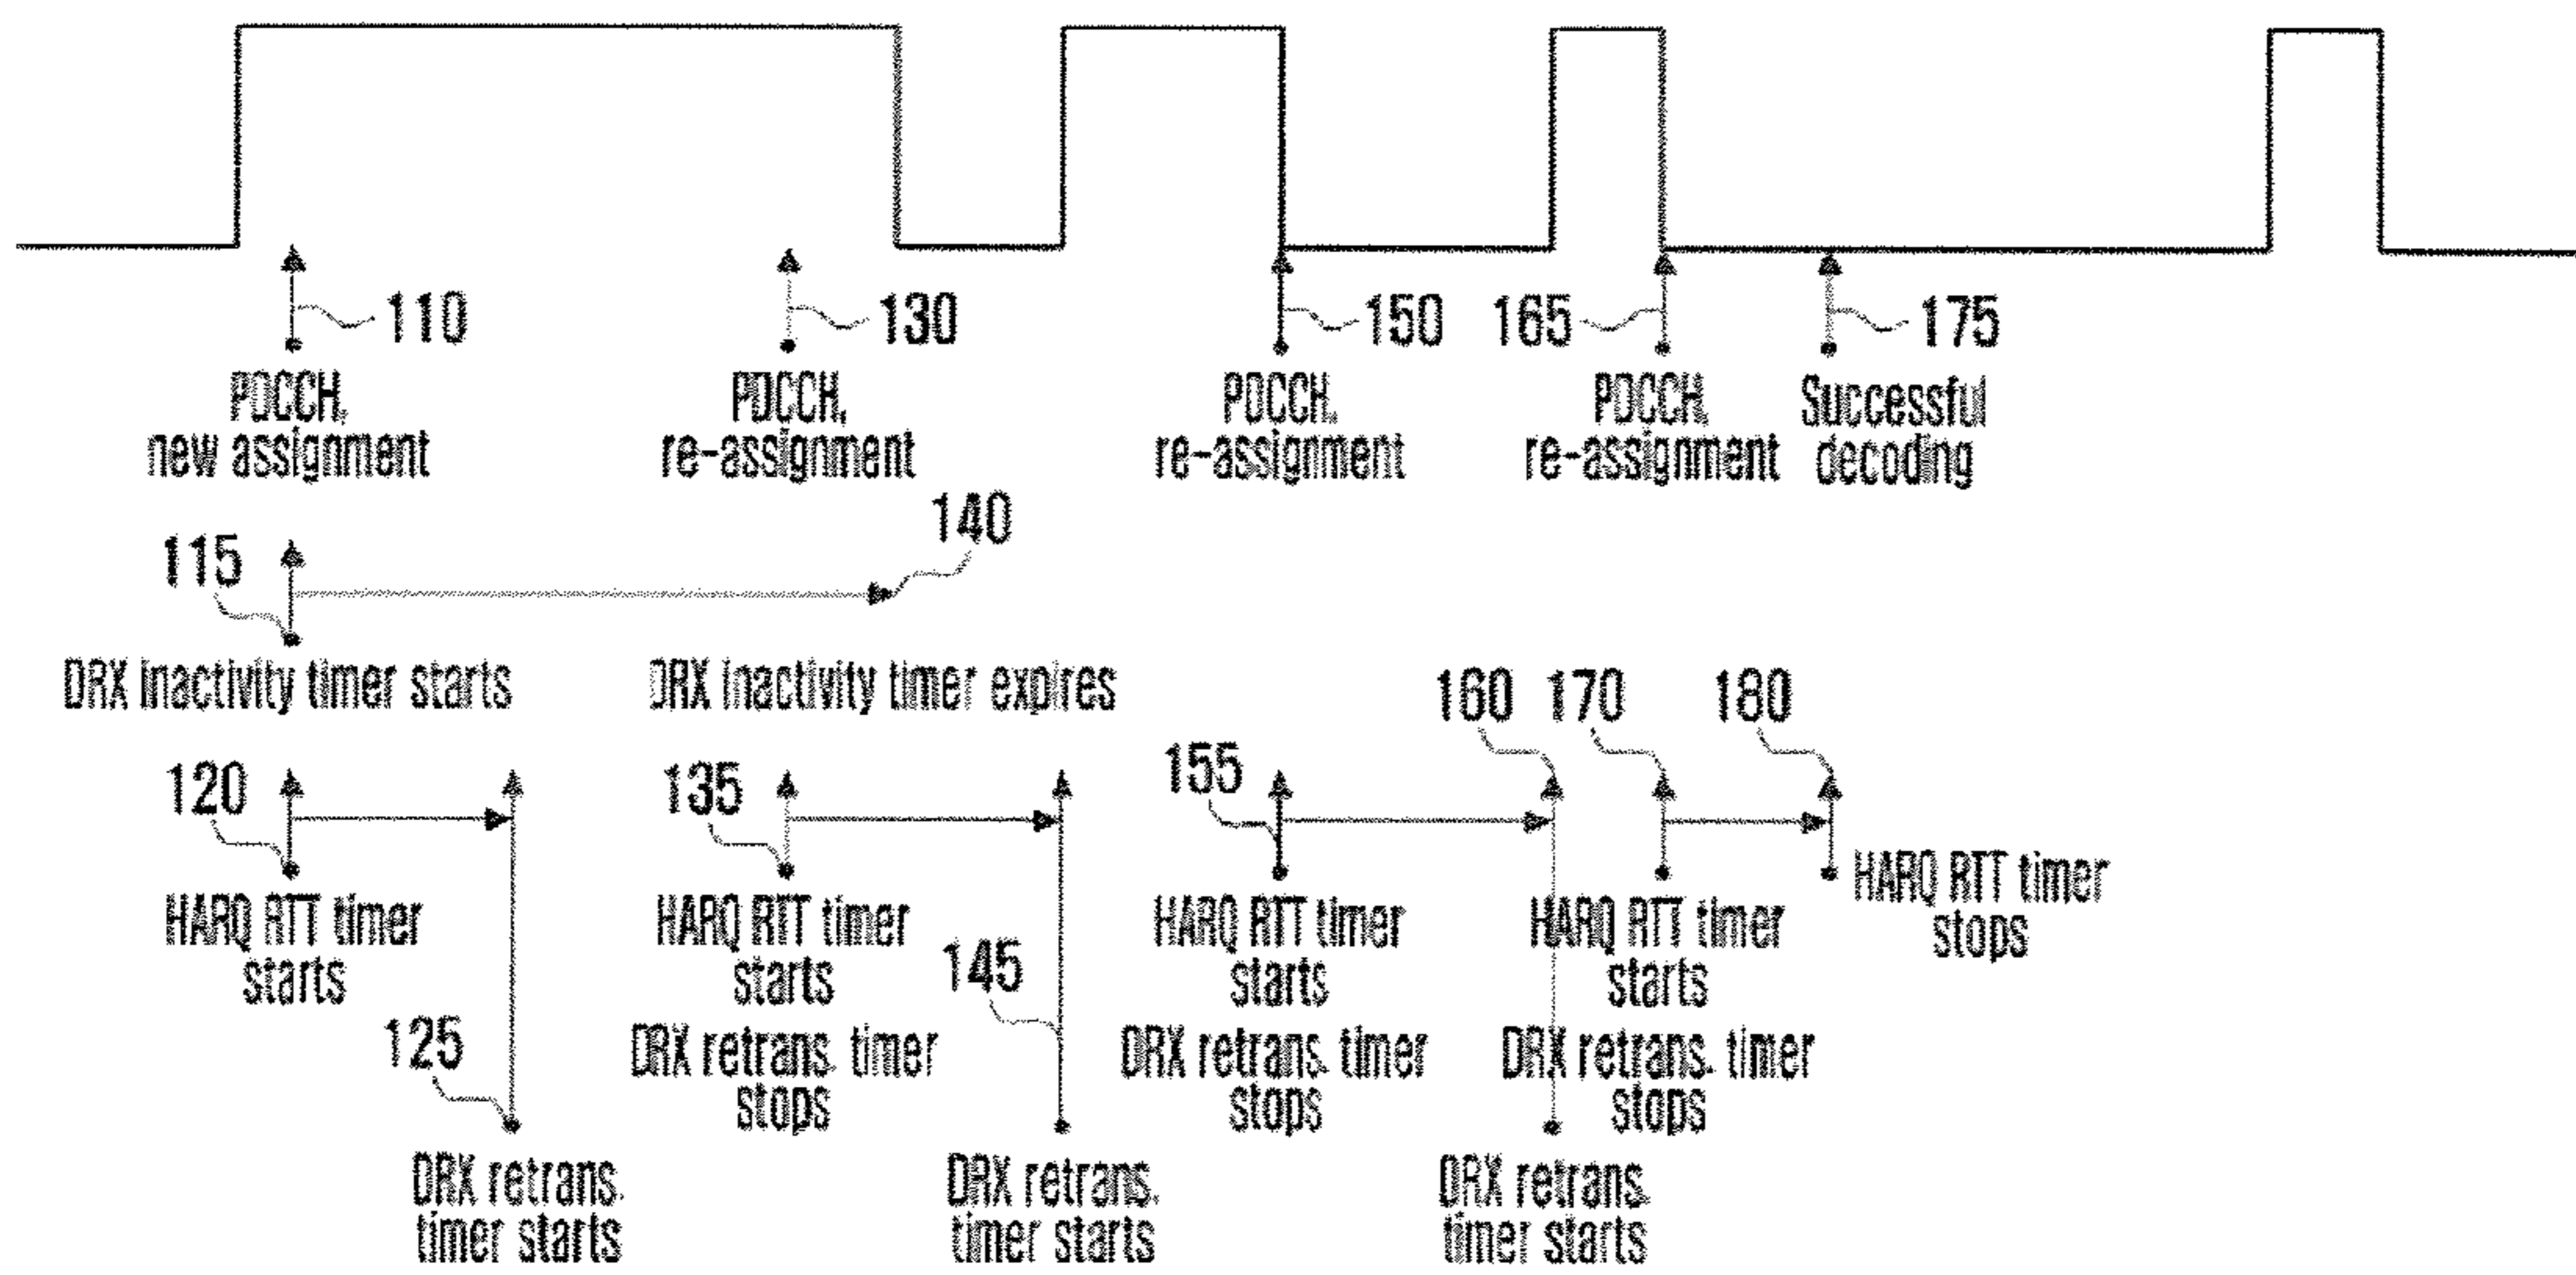 110
130
150
165
175
PDCCH,
new assignment
PDCCH,
re-assignment
PDCCH,
re-assignment
PDCCH,
re-assignment
Successful
decoding
115
140
DRX inactivity timer starts
DRX inactivity timer expires
120
135
155
160
170
180
HARQ RTT timer
starts
HARQ RTT timer
starts
HARQ RTT timer
starts
HARQ RTT timer
starts
HARQ RTT timer
stops
125
145
DRX retrans. timer
stops
DRX retrans. timer
stops
DRX retrans. timer
stops
DRX retrans.
timer starts
DRX retrans.
timer starts
DRX retrans.
timer starts